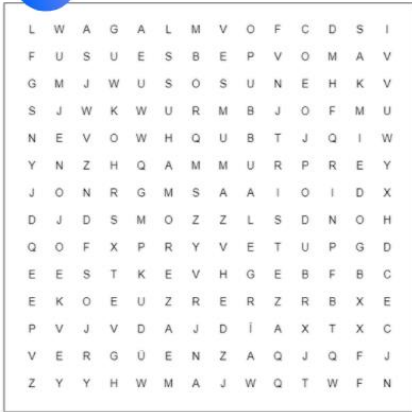 L W A G A L M V O F C D S I
F U S U E S B E P V O M A V
G M J W U S O S U N E H K V
S J W K W U R M B J O F M U
N E V O W H Q U B T J Q I W
Y N Z H Q A M M U R P R E Y
J O N R G M S A A I O I D X
D J D S M O Z Z L S D N O H
Q O F X P R Y V E T U P G D
E E S T K E V H G E B F B C
E K O E U Z R E R Z R B X E
P V J V D A J D Í A X T X C
V E R G Ü E N Z A Q J Q F J
Z Y Y H W M A J W Q T W F N